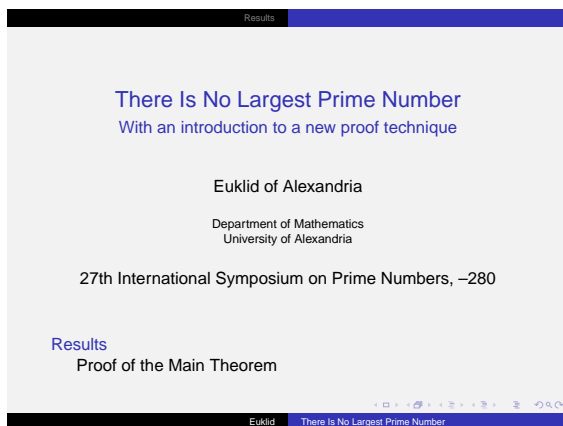 Results
There Is No Largest Prime Number
With an introduction to a new proof technique
Euklid of Alexandria
Department of Mathematics
University of Alexandria
27th International Symposium on Prime Numbers, –280
Results
Proof of the Main Theorem
Euklid There Is No Largest Prime Number